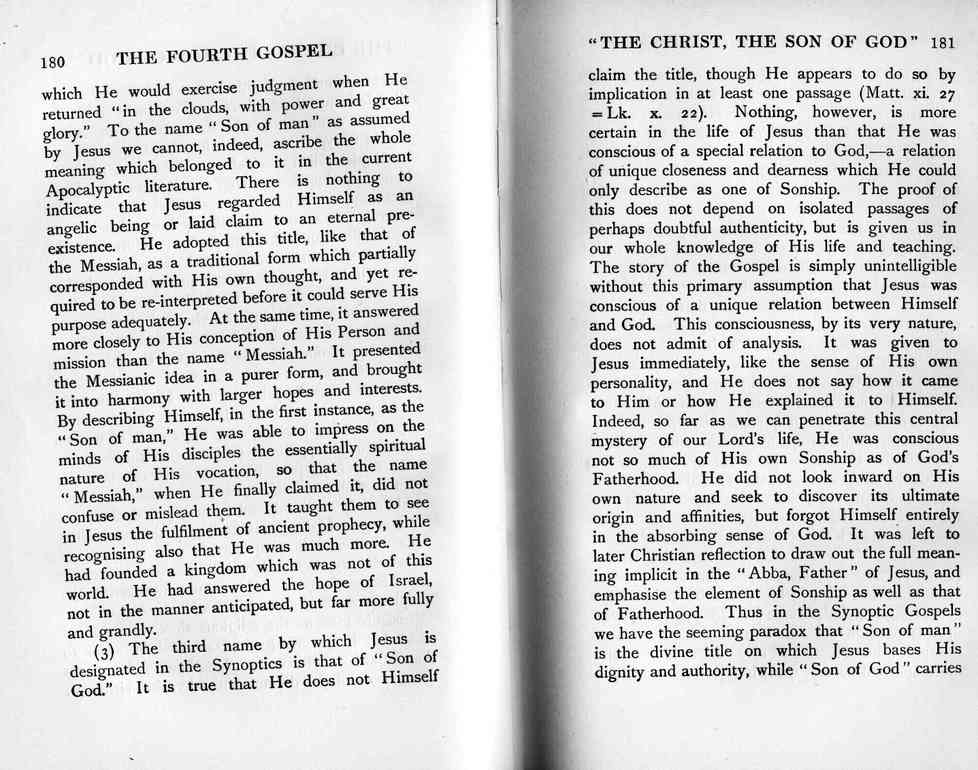 180 THE FOURTH GOSPEL
which He would exercise judgment when He
returned "in the clouds, with power and great
glory." To the name "Son of man" as assumed
by Jesus we cannot, indeed, ascribe the whole
meaning which belonged to it in the current
Apocalyptic literature. There is nothing to
indicate that Jesus regarded Himself as an
angelic being or laid claim to an eternal pre-
existence. He adopted this title, like that of
the Messiah, as a traditional form which partially
corresponded with His own thought, and yet re-
quired to be re-interpreted before it could serve His
purpose adequately. At the same time, it answered
more closely to His conception of His Person and
mission than the name "Messiah." It presented
the Messianic idea in a purer form, and brought
it into harmony with larger hopes and interests.
By describing Himself, in the first instance, as the
"Son of man," He was able to impress on the
minds of His disciples the essentially spiritual
nature of His vocation, so that the name
"Messiah," when He finally claimed it, did not
confuse or mislead them. It taught them to see
in Jesus the fulfilment of ancient prophecy, while
recognising also that He was much more. He
had founded a kingdom which was not of this
world. He had answered the hope of Israel,
not in the manner anticipated, but far more fully
and grandly.
(3) The third name by which Jesus is
designated in the Synoptics is that of "Son of
God." It is true that He does not Himself
"THE CHRIST, THE SON OF GOD" 181
claim the title, though He appears to do so by
implication in at least one passage (Matt. xi. 27
= Lk. x. 22). Nothing, however, is more
certain in the life of Jesus than that He was
conscious of a special relation to God,—a relation
of unique closeness and dearness which He could
only describe as one of Sonship. The proof of
this does not depend on isolated passages of
perhaps doubtful authenticity, but is given us in
our whole knowledge of His life and teaching.
The story of the Gospel is simply unintelligible
without this primary assumption that Jesus was
conscious of a unique relation between Himself
and God. This consciousness, by its very nature,
does not admit of analysis. It was given to
Jesus immediately, like the sense of His own
personality, and He does not say how it came
to Him or how He explained it to Himself.
Indeed, so far as we can penetrate this central
mystery of our Lord's life, He was conscious
not so much of His own Sonship as of God's
Fatherhood. He did not look inward on His
own nature and seek to discover its ultimate
origin and affinities, but forgot Himself entirely
in the absorbing sense of God. It was left to
later Christian reflection to draw out the full mean-
ing implicit in the "Abba, Father" of Jesus, and
emphasise the element of Sonship as well as that
of Fatherhood. Thus in the Synoptic Gospels
we have the seeming paradox that "Son of man"
is the divine title on which Jesus bases His
dignity and authority, while "Son of God" carries